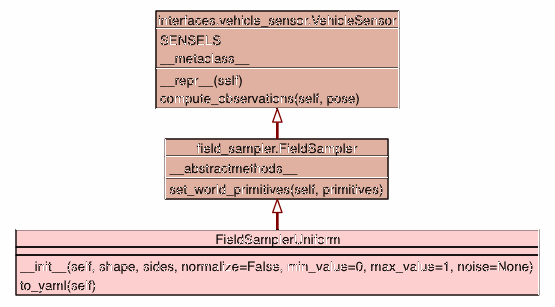 interfaces.vehicle_sensor.VehicleSensor
SENSELS
__metaclass__
__repr__(self)
compute_observations(self, pose)
field_sampler.FieldSampler
__abstractmethods__
set_world_primitives(self, primitives)
FieldSamplerUniform
__init__(self, shape, sides, normalize=False, min_value=0, max_value=1, noise=None)
to_yaml(self)